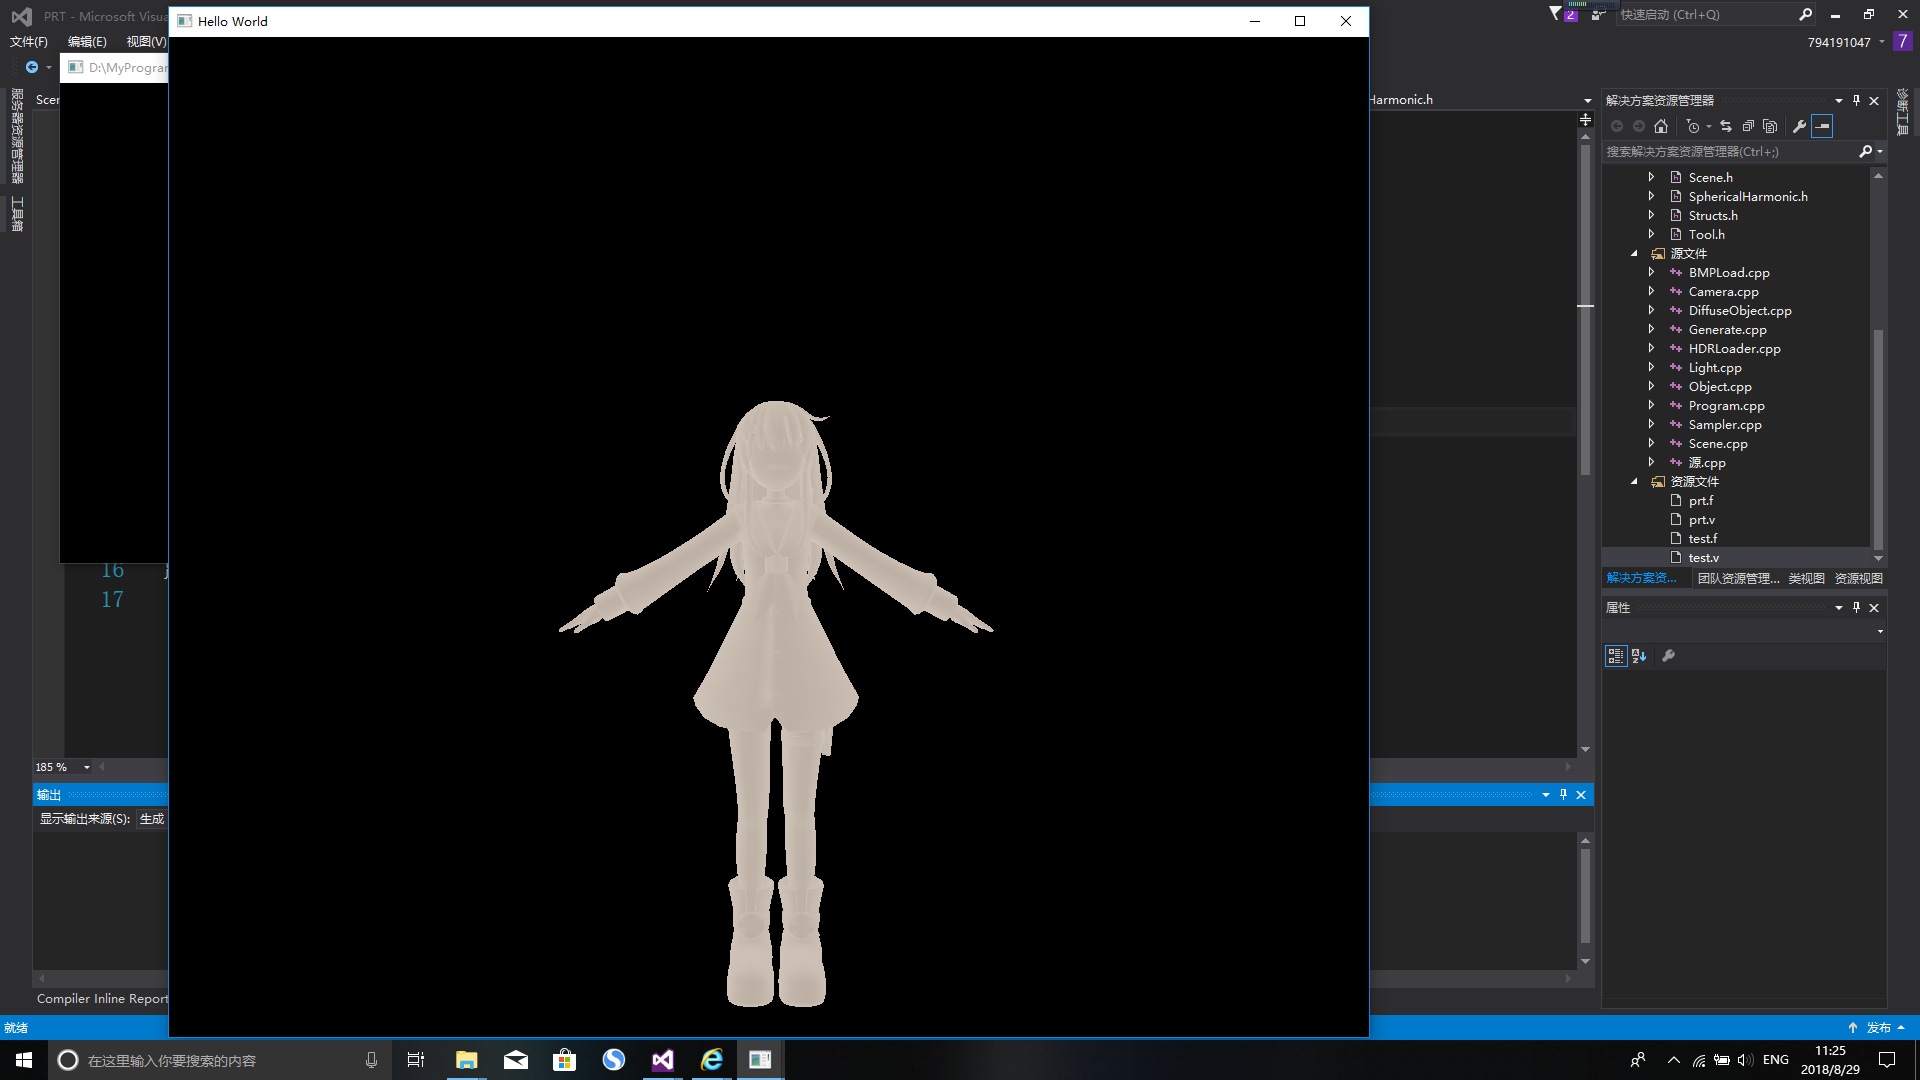 PRT - Microsoft Visua
Hello World
2
快速启动 (Ctrl+Q)
文件(F) 编辑(E) 视图(V)
794191047
7
D:\MyProgram
服务器资源管理器
工具箱
Scen
Harmonic.h
解决方案资源管理器
诊断工具
搜索解决方案资源管理器(Ctrl+;)
Scene.h
SphericalHarmonic.h
Structs.h
Tool.h
源文件
BMPLoad.cpp
Camera.cpp
DiffuseObject.cpp
Generate.cpp
HDRLoader.cpp
Light.cpp
Object.cpp
Program.cpp
Sampler.cpp
Scene.cpp
源.cpp
资源文件
prt.f
prt.v
test.f
test.v
解决方案资... 团队资源管理... 类视图 资源视图
16
17
属性
185 %
输出
显示输出来源(S): 生成
Compiler Inline Report
就绪
发布
在这里输入你要搜索的内容
ENG
11:25
2018/8/29